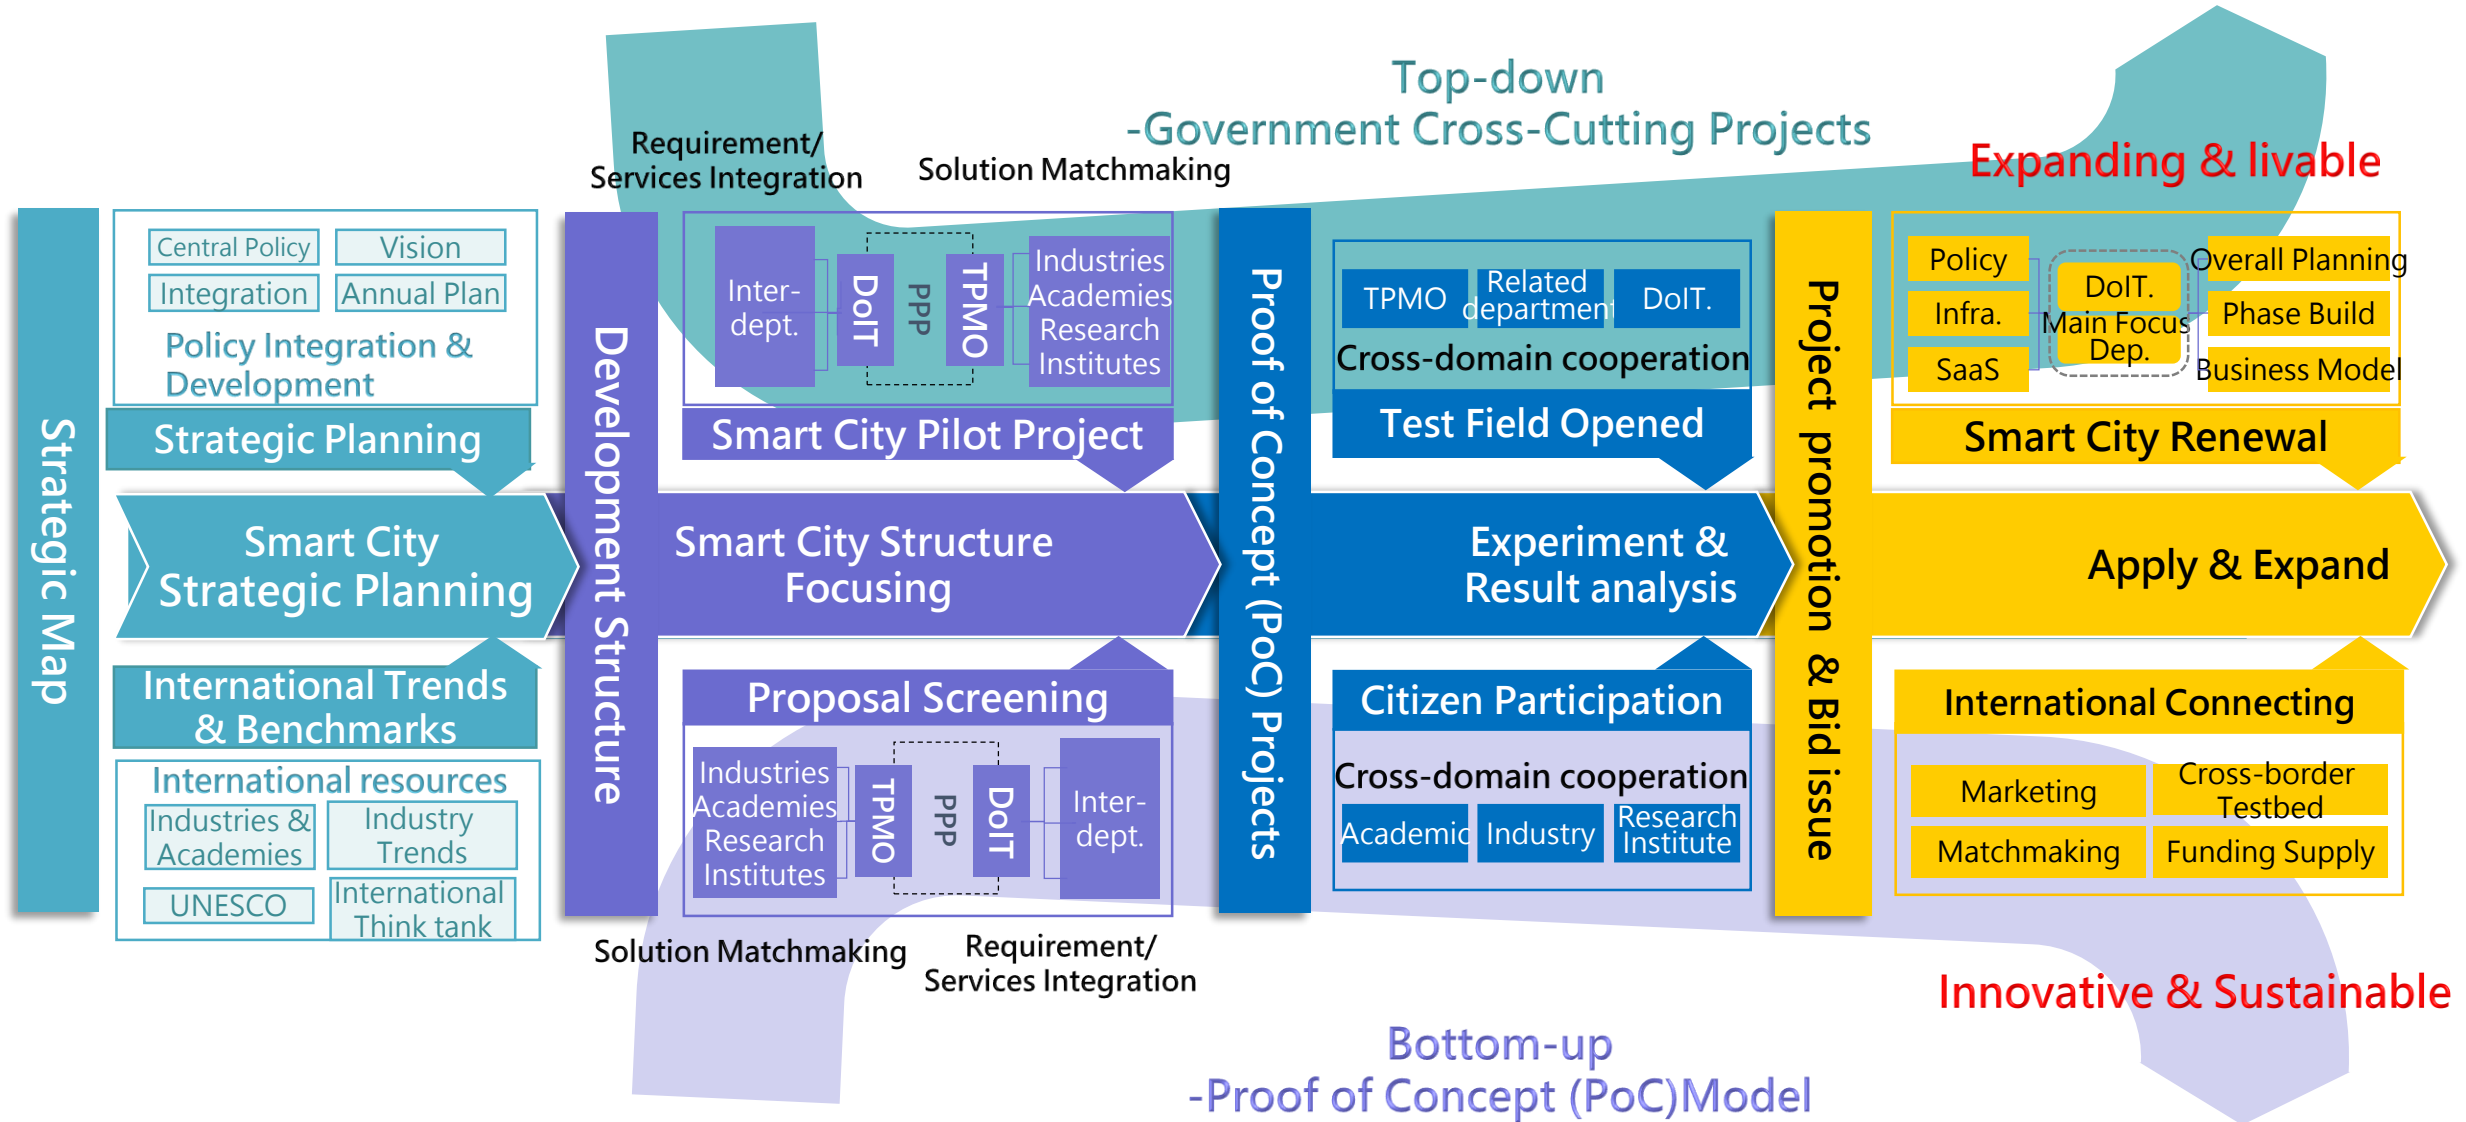 Top-down
-Government Cross-Cutting Projects
Expanding & livable
Strategic Map
Central Policy
Vision
Integration
Annual Plan
Policy Integration &
Development
Strategic Planning
Smart City
Strategic Planning
International Trends
& Benchmarks
International resources
Industries &
Academies
Industry
Trends
UNESCO
International
Think tank
Development Structure
Requirement/
Services Integration
Solution Matchmaking
Inter-
dept.
DoIT
PPP
TPMO
Industries
Academies
Research
Institutes
Smart City Pilot Project
Smart City Structure
Focusing
Proposal Screening
Industries
Academies
Research
Institutes
TPMO
PPP
DoIT
Inter-
dept.
Solution Matchmaking
Requirement/
Services Integration
Proof of Concept (PoC) Projects
TPMO
Related
department
DoIT.
Cross-domain cooperation
Test Field Opened
Experiment &
Result analysis
Citizen Participation
Cross-domain cooperation
Academic
Industry
Research
Institute
Project promotion & Bid issue
Policy
Infra.
SaaS
DoIT.
Main Focus
Dep.
Overall Planning
Phase Build
Business Model
Smart City Renewal
Apply & Expand
International Connecting
Marketing
Cross-border
Testbed
Matchmaking
Funding Supply
Innovative & Sustainable
Bottom-up
-Proof of Concept (PoC)Model